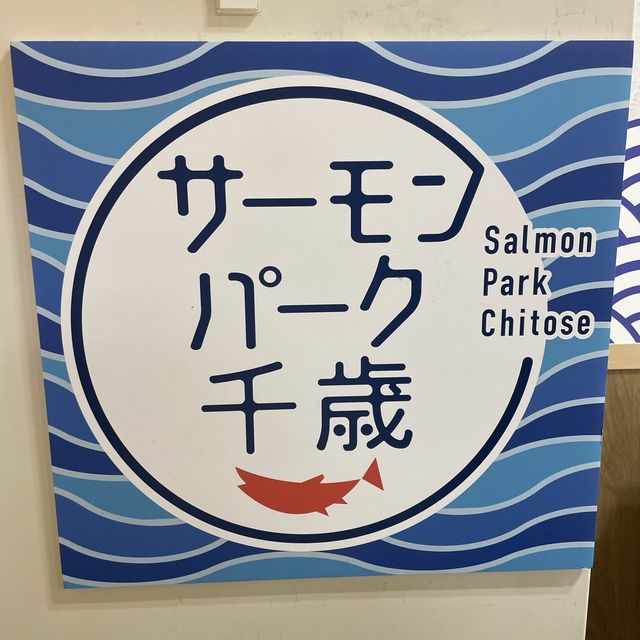 サーモン
パーク
千歳
Salmon
Park
Chitose